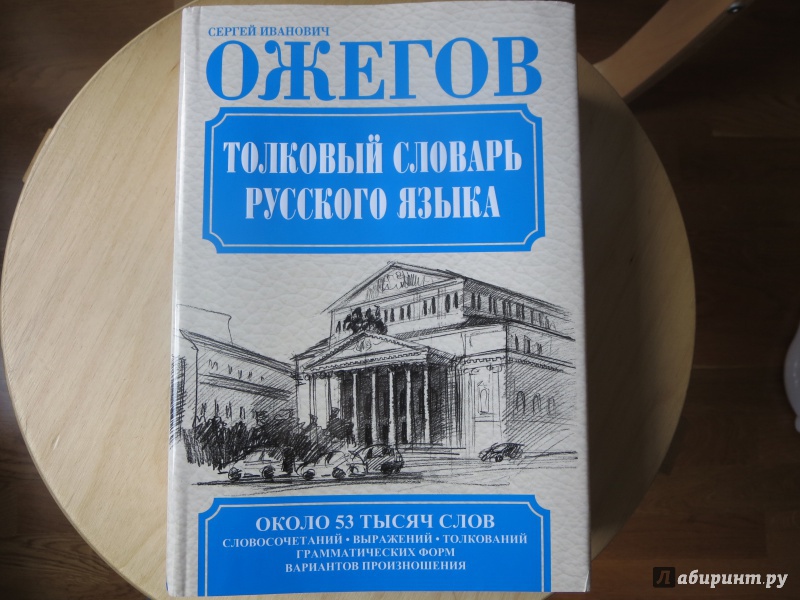 СЕРГЕЙ ИВАНОВИЧ
ОЖЕГОВ
ТОЛКОВЫЙ СЛОВАРЬ
РУССКОГО ЯЗЫКА
ОКОЛО 53 ТЫСЯЧ СЛОВ
СЛОВОСОЧЕТАНИЙ • ВЫРАЖЕНИЙ • ТОЛКОВАНИЙ
ГРАММАТИЧЕСКИХ ФОРМ
ВАРИАНТОВ ПРОИЗНОШЕНИЯ
Лабиринт.ру